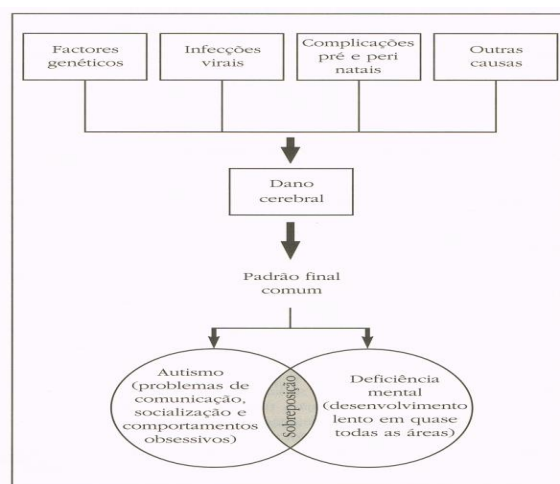 Factores
genéticos
Infecções
virais
Complicações
pré e peri
natais
Outras
causas
Dano
cerebral
Padrão final
comum
Autismo
(problemas de
comunicação,
socialização e
comportamentos
obsessivos)
Sobreposição
Deficiência
mental
(desenvolvimento
lento em quase
todas as áreas)